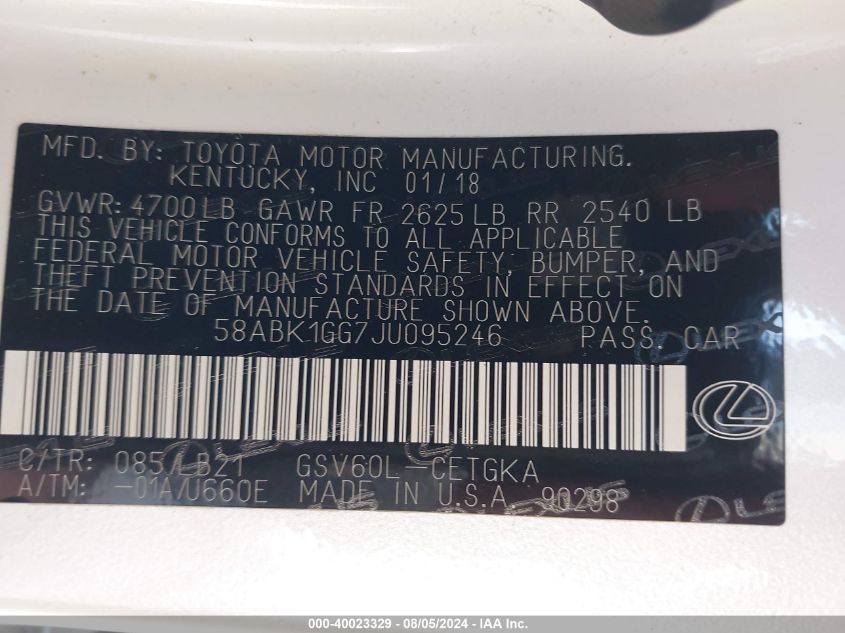 MFD. BY: TOYOTA MOTOR MANUFACTURING.
KENTUCKY, INC 01/18
GVWR: 4700LB GAWR FR 2625 LB RR 2540 LB
THIS VEHICLE CONFORMS TO ALL APPLICABLE
FEDERAL MOTOR VEHICLE SAFETY, BUMPER, AND
THEFT PREVENTION STANDARDS IN EFFECT ON
THE DATE OF MANUFACTURE SHOWN ABOVE.
58ABK1GG7JU095246 PASS. CAR
C/TR: 085/LB21 GSV60L-CETGKA
A/TM: -01A/U660E MADE IN U.S.A. 90298
LEXUS
000-40023329 - 08/05/2024 - IAA Inc.